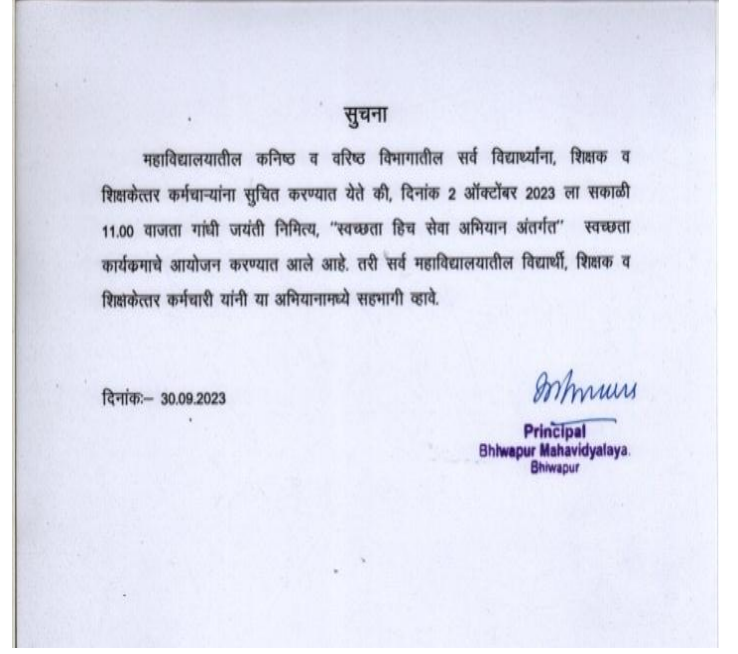 सुचना
महाविद्यालयातील कनिष्ठ व वरिष्ठ विभागातील सर्व विद्यार्थ्यांना, शिक्षक व
शिक्षकेत्तर कर्मचाऱ्यांना सुचित करण्यात येते की, दिनांक 2 ऑक्टोंबर 2023 ला सकाळी
11.00 वाजता गांधी जयंती निमित्य, "स्वच्छता हिच सेवा अभियान अंतर्गत" स्वच्छता
कार्यकमाचे आयोजन करण्यात आले आहे. तरी सर्व महाविद्यालयातील विद्यार्थी, शिक्षक व
शिक्षकेत्तर कर्मचारी यांनी या अभियानामध्ये सहभागी व्हावे.
दिनांकः– 30.09.2023
Principal
Bhiwapur Mahavidyalaya.
Bhiwapur